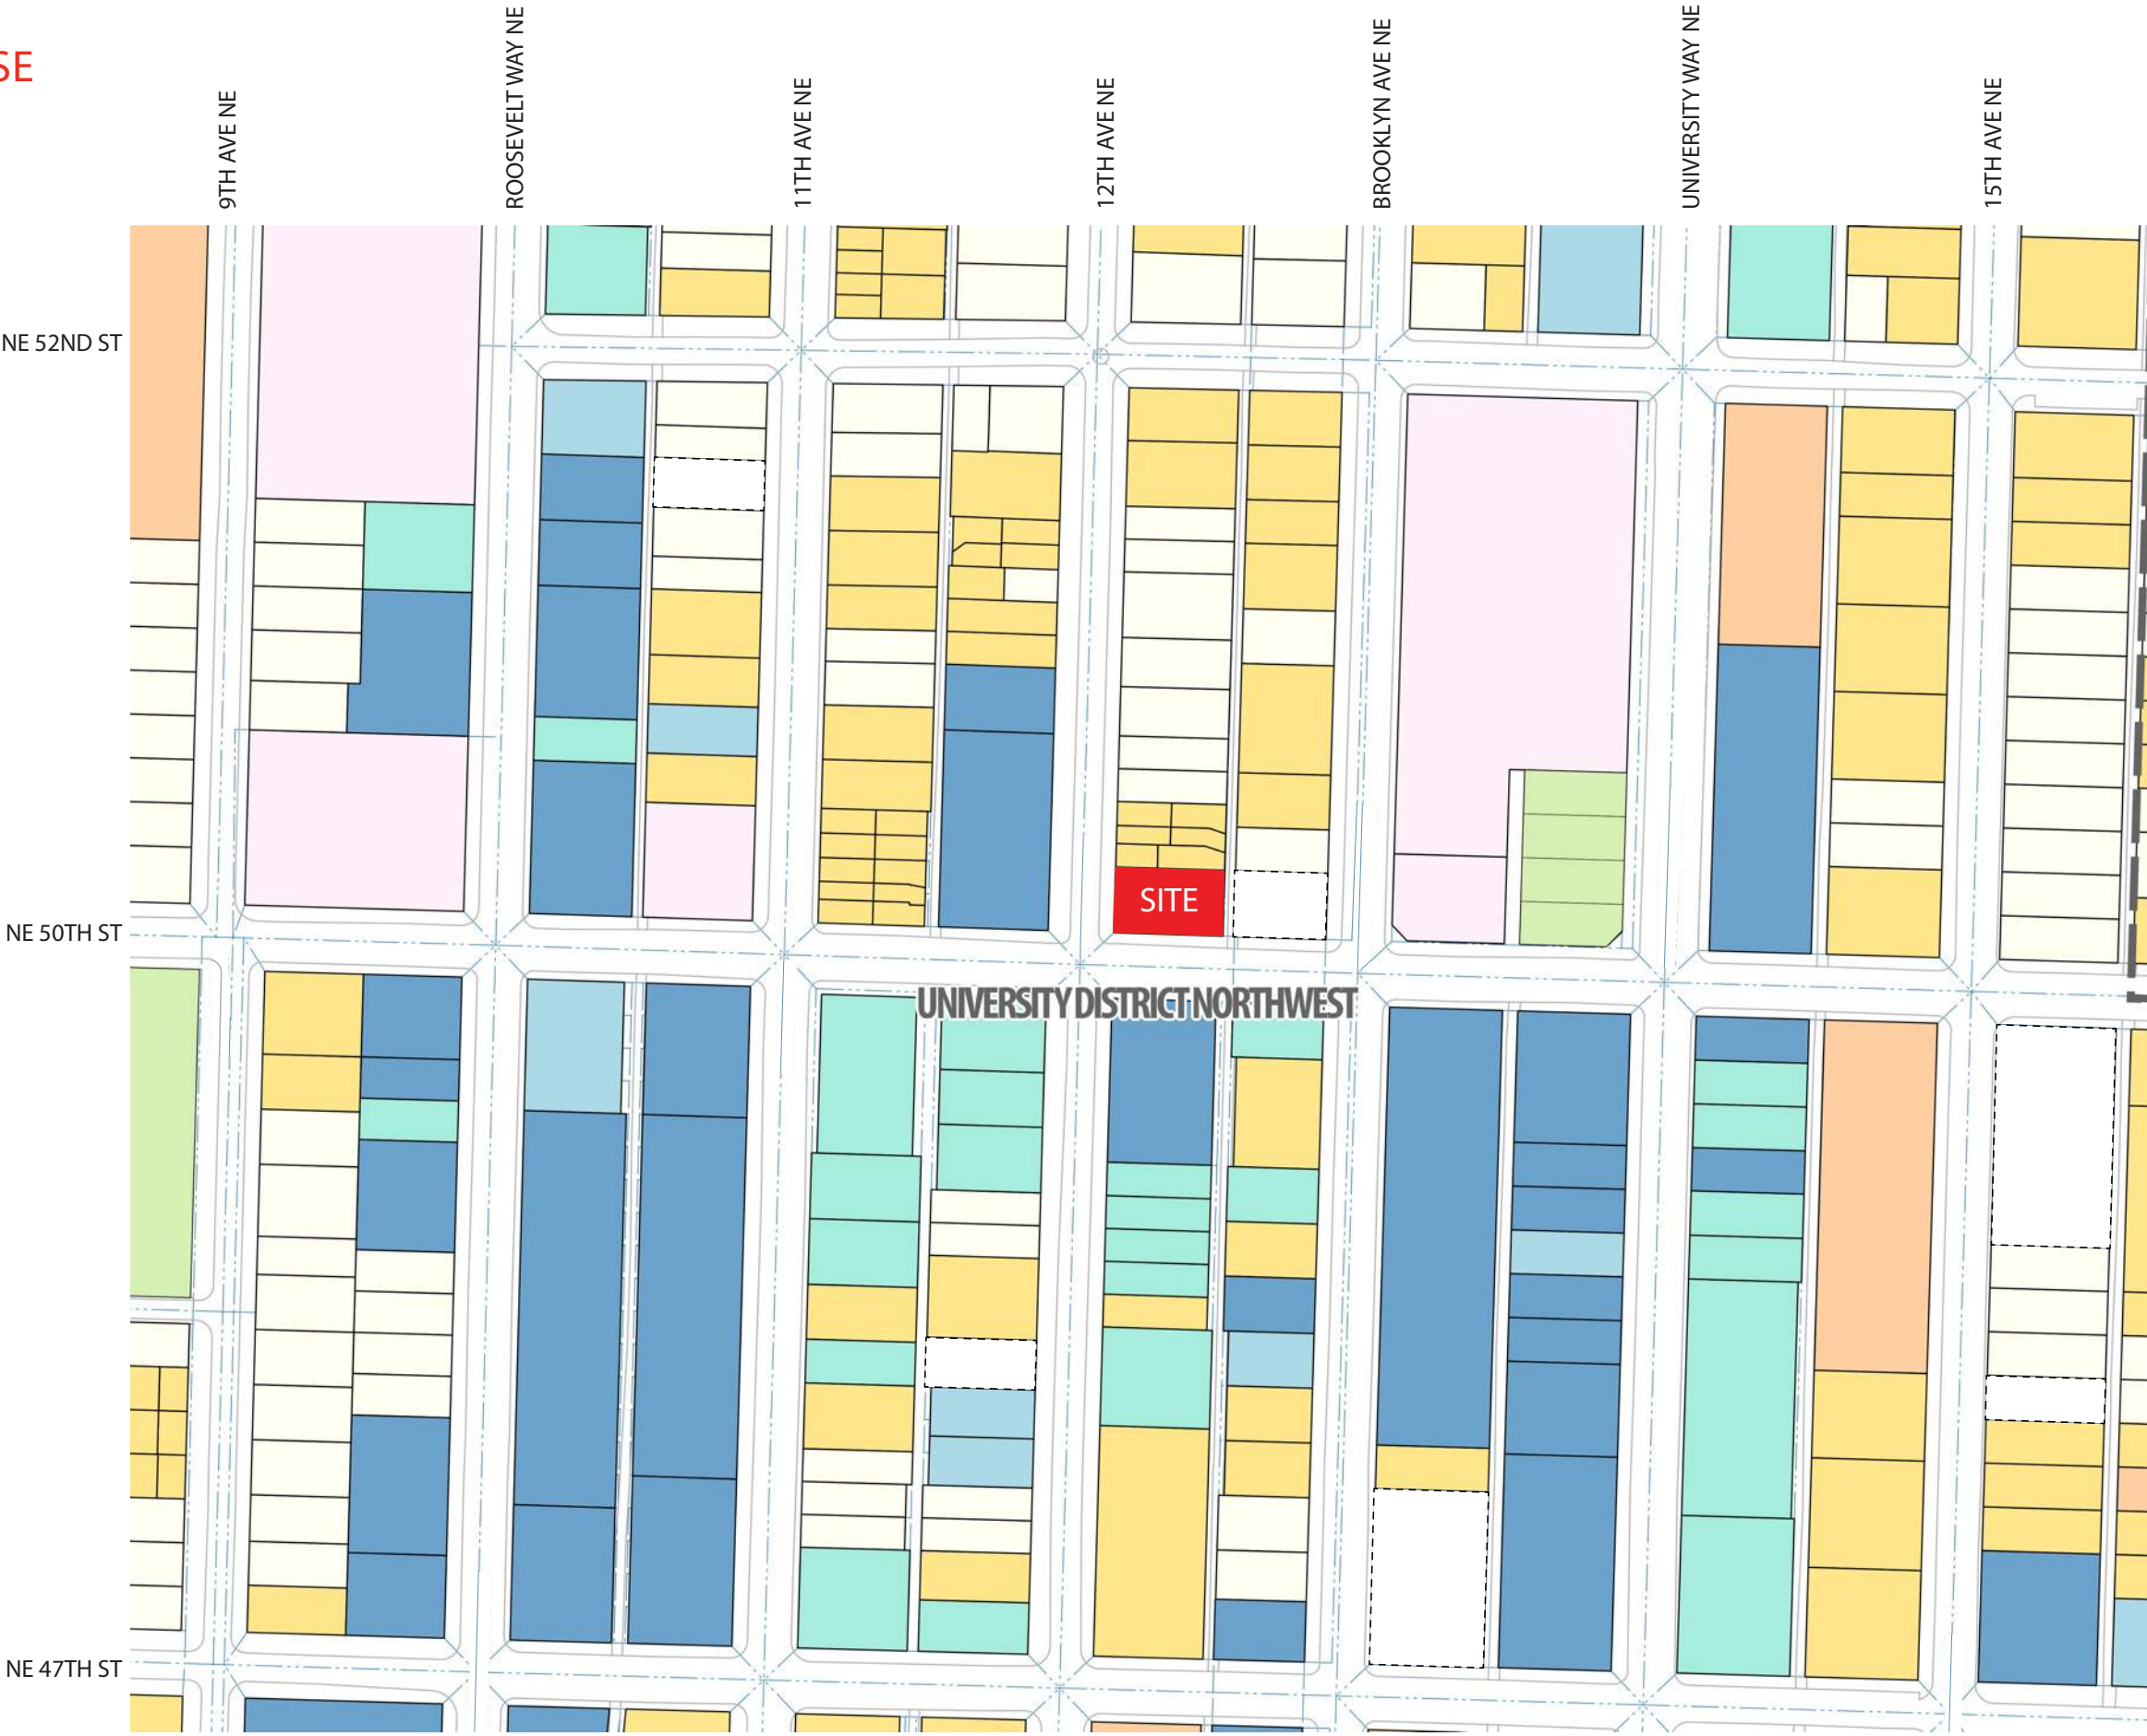 SE
9TH AVE NE
ROOSEVELT WAY NE
11TH AVE NE
12TH AVE NE
BROOKLYN AVE NE
UNIVERSITY WAY NE
15TH AVE NE
NE 52ND ST
SITE
NE 50TH ST
UNIVERSITY DISTRICT NORTHWEST
NE 47TH ST